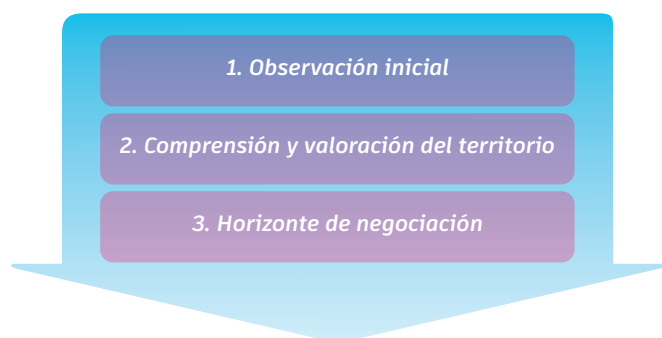 1. Observación inicial
2. Comprensión y valoración del territorio
3. Horizonte de negociación